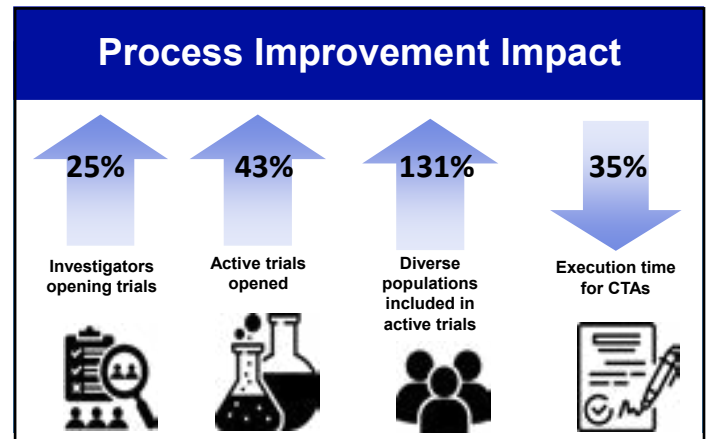 Process Improvement Impact
25%
43%
131%
35%
Investigators
opening trials
Active trials
opened
Diverse
populations
included in
active trials
Execution time
for CTAs